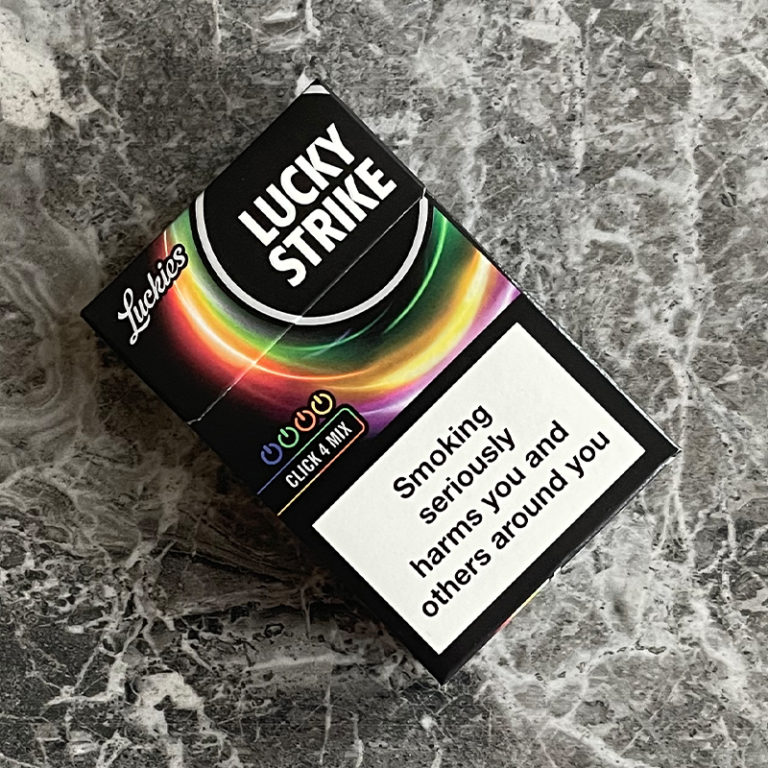 LUCKY
STRIKE
Luckies
CLICK 4 MIX
Smoking
seriously
harms you and
others around you